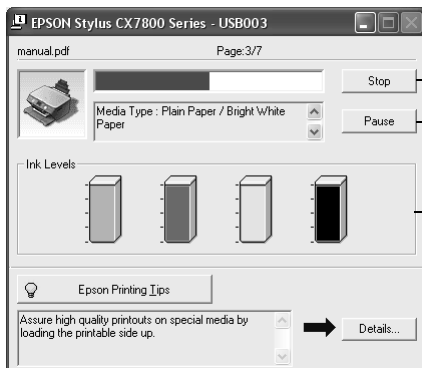 EPSON Stylus CX7800 Series - USB003
manual.pdf Page:3/7
Stop
Media Type : Plain Paper / Bright White
Paper
Pause
Ink Levels
Epson Printing Tips
Assure high quality printouts on special media by
loading the printable side up.
Details...